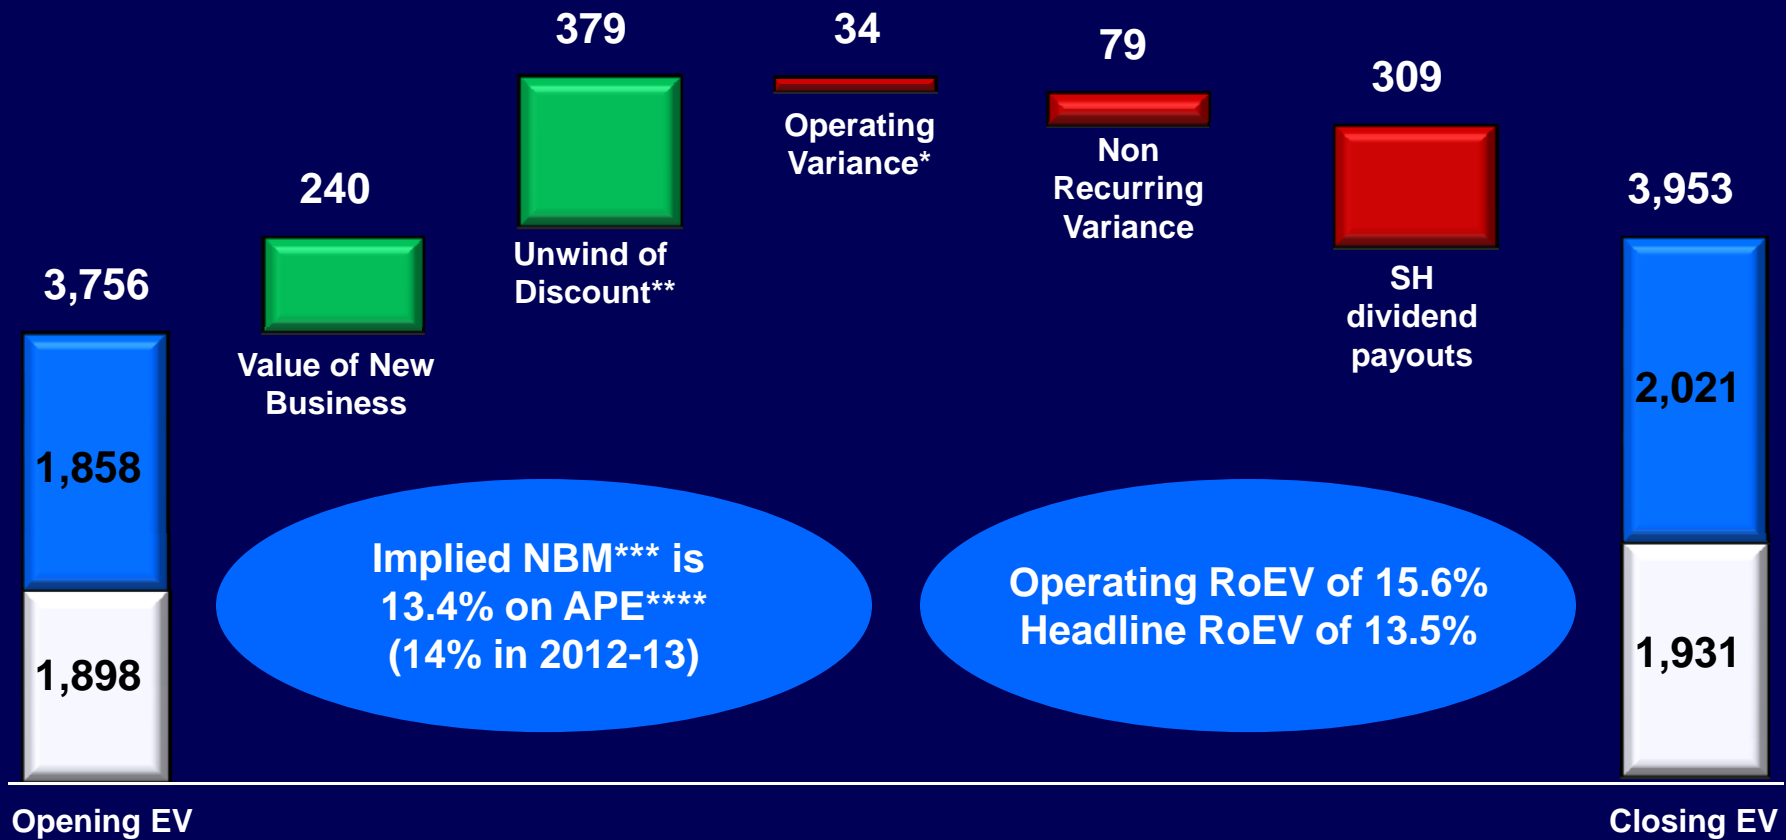 3,756
1,858
1,898
Opening EV
240
Value of New
Business
379
Unwind of
Discount**
34
Operating
Variance*
79
Non
Recurring
Variance
309
SH
dividend
payouts
3,953
2,021
1,931
Closing EV
Implied NBM*** is
13.4% on APE****
(14% in 2012-13)
Operating RoEV of 15.6%
Headline RoEV of 13.5%